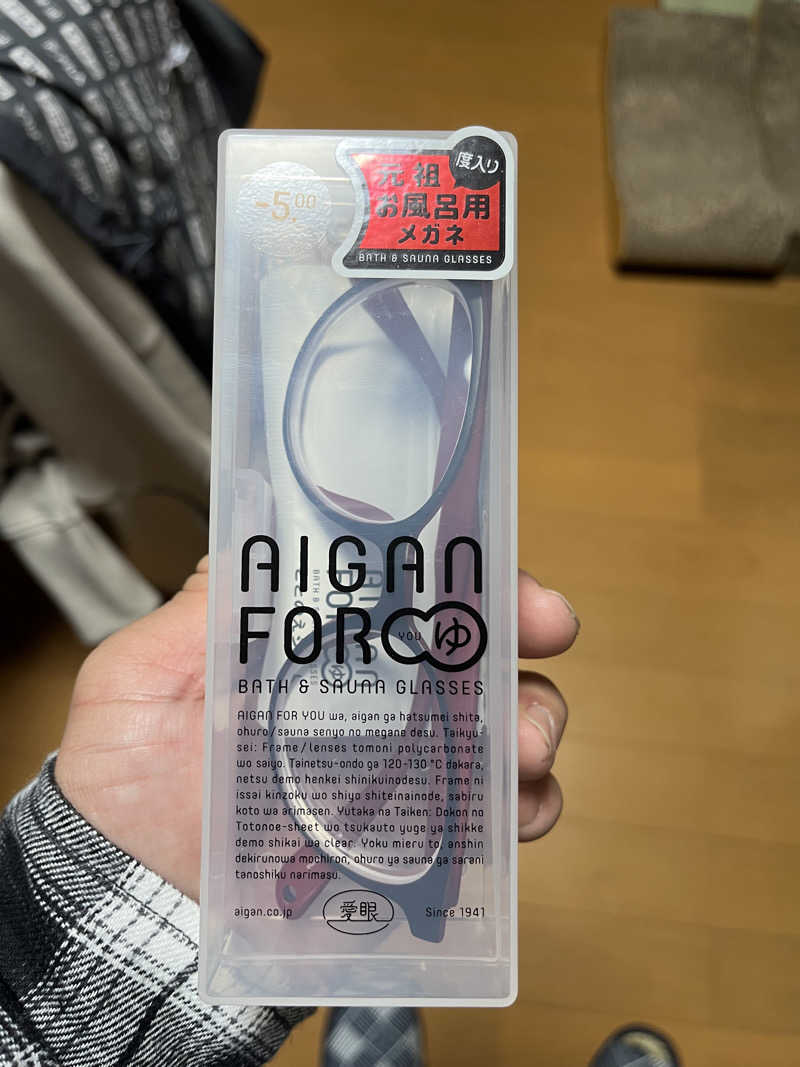 -5.00
度入り
元祖
お風呂用
メガネ
BATH & SAUNA GLASSES
AIGAN
FOR YOU ゆ
BATH & SAUNA GLASSES
AIGAN FOR YOU wa, aigan ga hatsumei shita,
ohuro/sauna senyo no megane desu. Taikyu-
sei: Frame/lenses tomoni polycarbonate
wo saiyo. Tainetsu-ondo ga 120-130 °C dakara,
netsu demo henkei shinikuinodesu. Frame ni
issai kinzoku wo shiyo shiteinainode, sabiru
koto wa arimasen. Yutaka na Taiken: Dokon no
Totonoe-sheet wo tsukauto yuge ya shikke
demo shikai wa clear. Yoku mieru to anshin
dekirunowa mochiron, ohuro ya sauna ga sarani
tanoshiku narimasu.
aigan.co.jp
愛眼
Since 1941